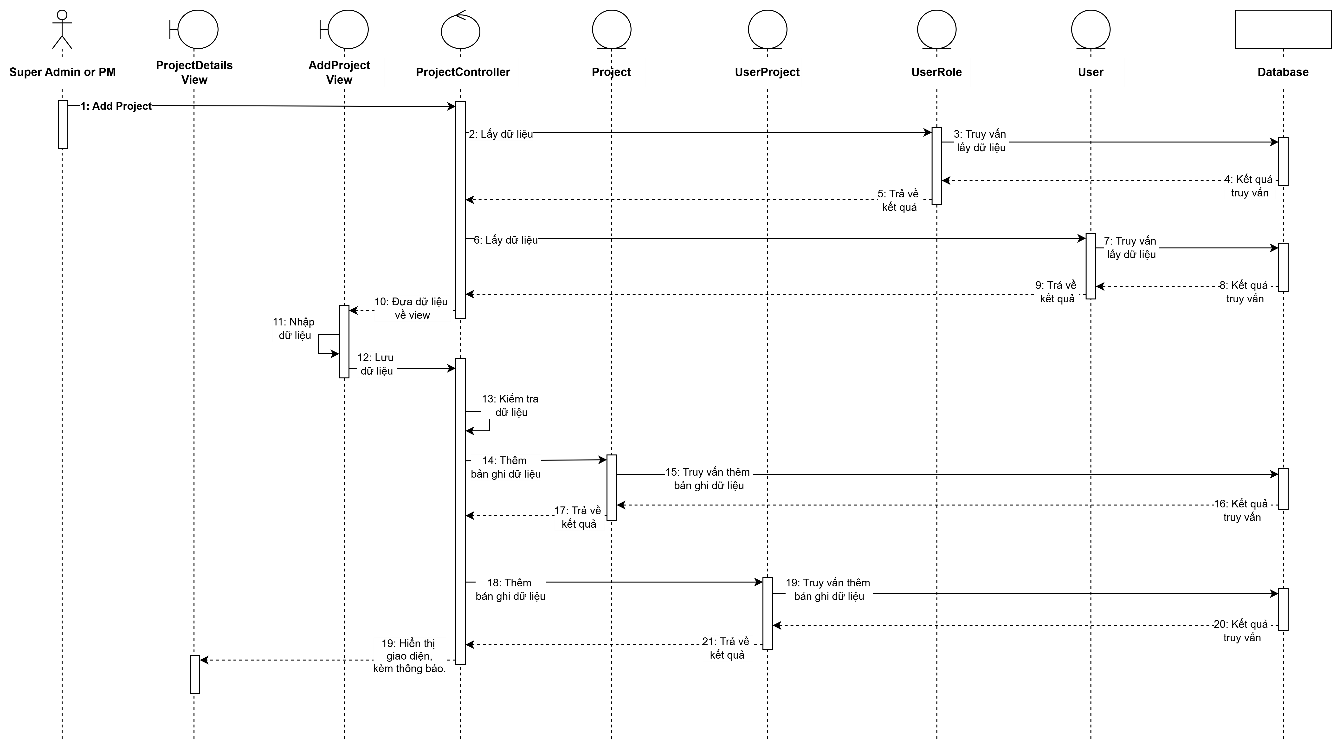 Super Admin or PM
ProjectDetails
View
AddProject
View
ProjectController
Project
UserProject
UserRole
User
Database
1: Add Project
2: Lấy dữ liệu
3: Truy vấn
lấy dữ liệu
4: Kết quả
truy vấn
5: Trả về
kết quả
6: Lấy dữ liệu
7: Truy vấn
lấy dữ liệu
8: Kết quả
truy vấn
9: Trả về
kết quả
10: Đưa dữ liệu
về view
11: Nhập
dữ liệu
12: Lưu
dữ liệu
13: Kiểm tra
dữ liệu
14: Thêm
bản ghi dữ liệu
15: Truy vấn thêm
bản ghi dữ liệu
16: Kết quả
truy vấn
17: Trả về
kết quả
18: Thêm
bản ghi dữ liệu
19: Truy vấn thêm
bản ghi dữ liệu
20: Kết quả
truy vấn
21: Trả về
kết quả
19: Hiển thị
giao diện,
kèm thông báo.